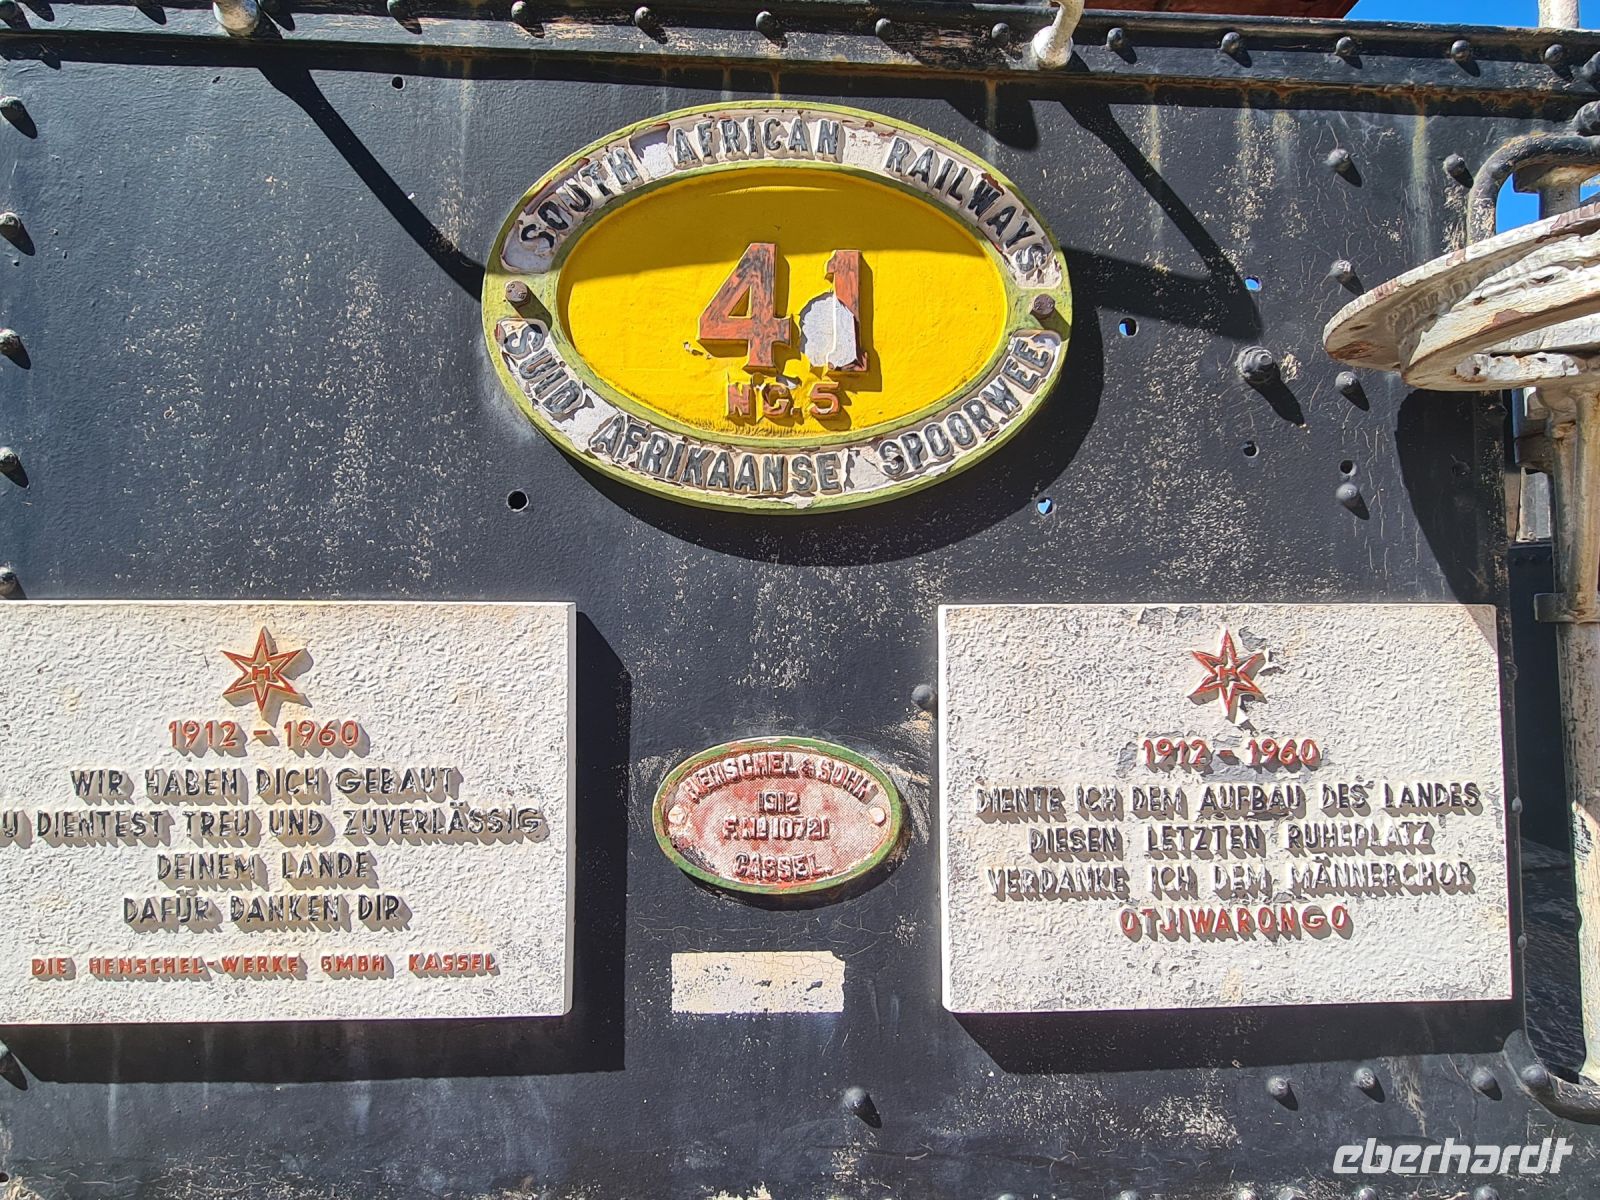 SOUTH AFRICAN RAILWAYS
41
NG.5
SUID AFRIKAANSE SPOORWEË
H
1912 - 1960
WIR HABEN DICH GEBAUT
U DIENTEST TREU UND ZUVERLÄSSIG
DEINEM LANDE
DAFÜR DANKEN DIR
DIE HENSCHEL-WERKE GMBH KASSEL
HENSCHEL & SOHN
1912
F.No 10721
CASSEL.
H
1912 - 1960
DIENTE ICH DEM AUFBAU DES LANDES
DIESEN LETZTEN RUHEPLATZ
VERDANKE ICH DEM MÄNNERCHOR
OTJIWARONGO
eberhardt